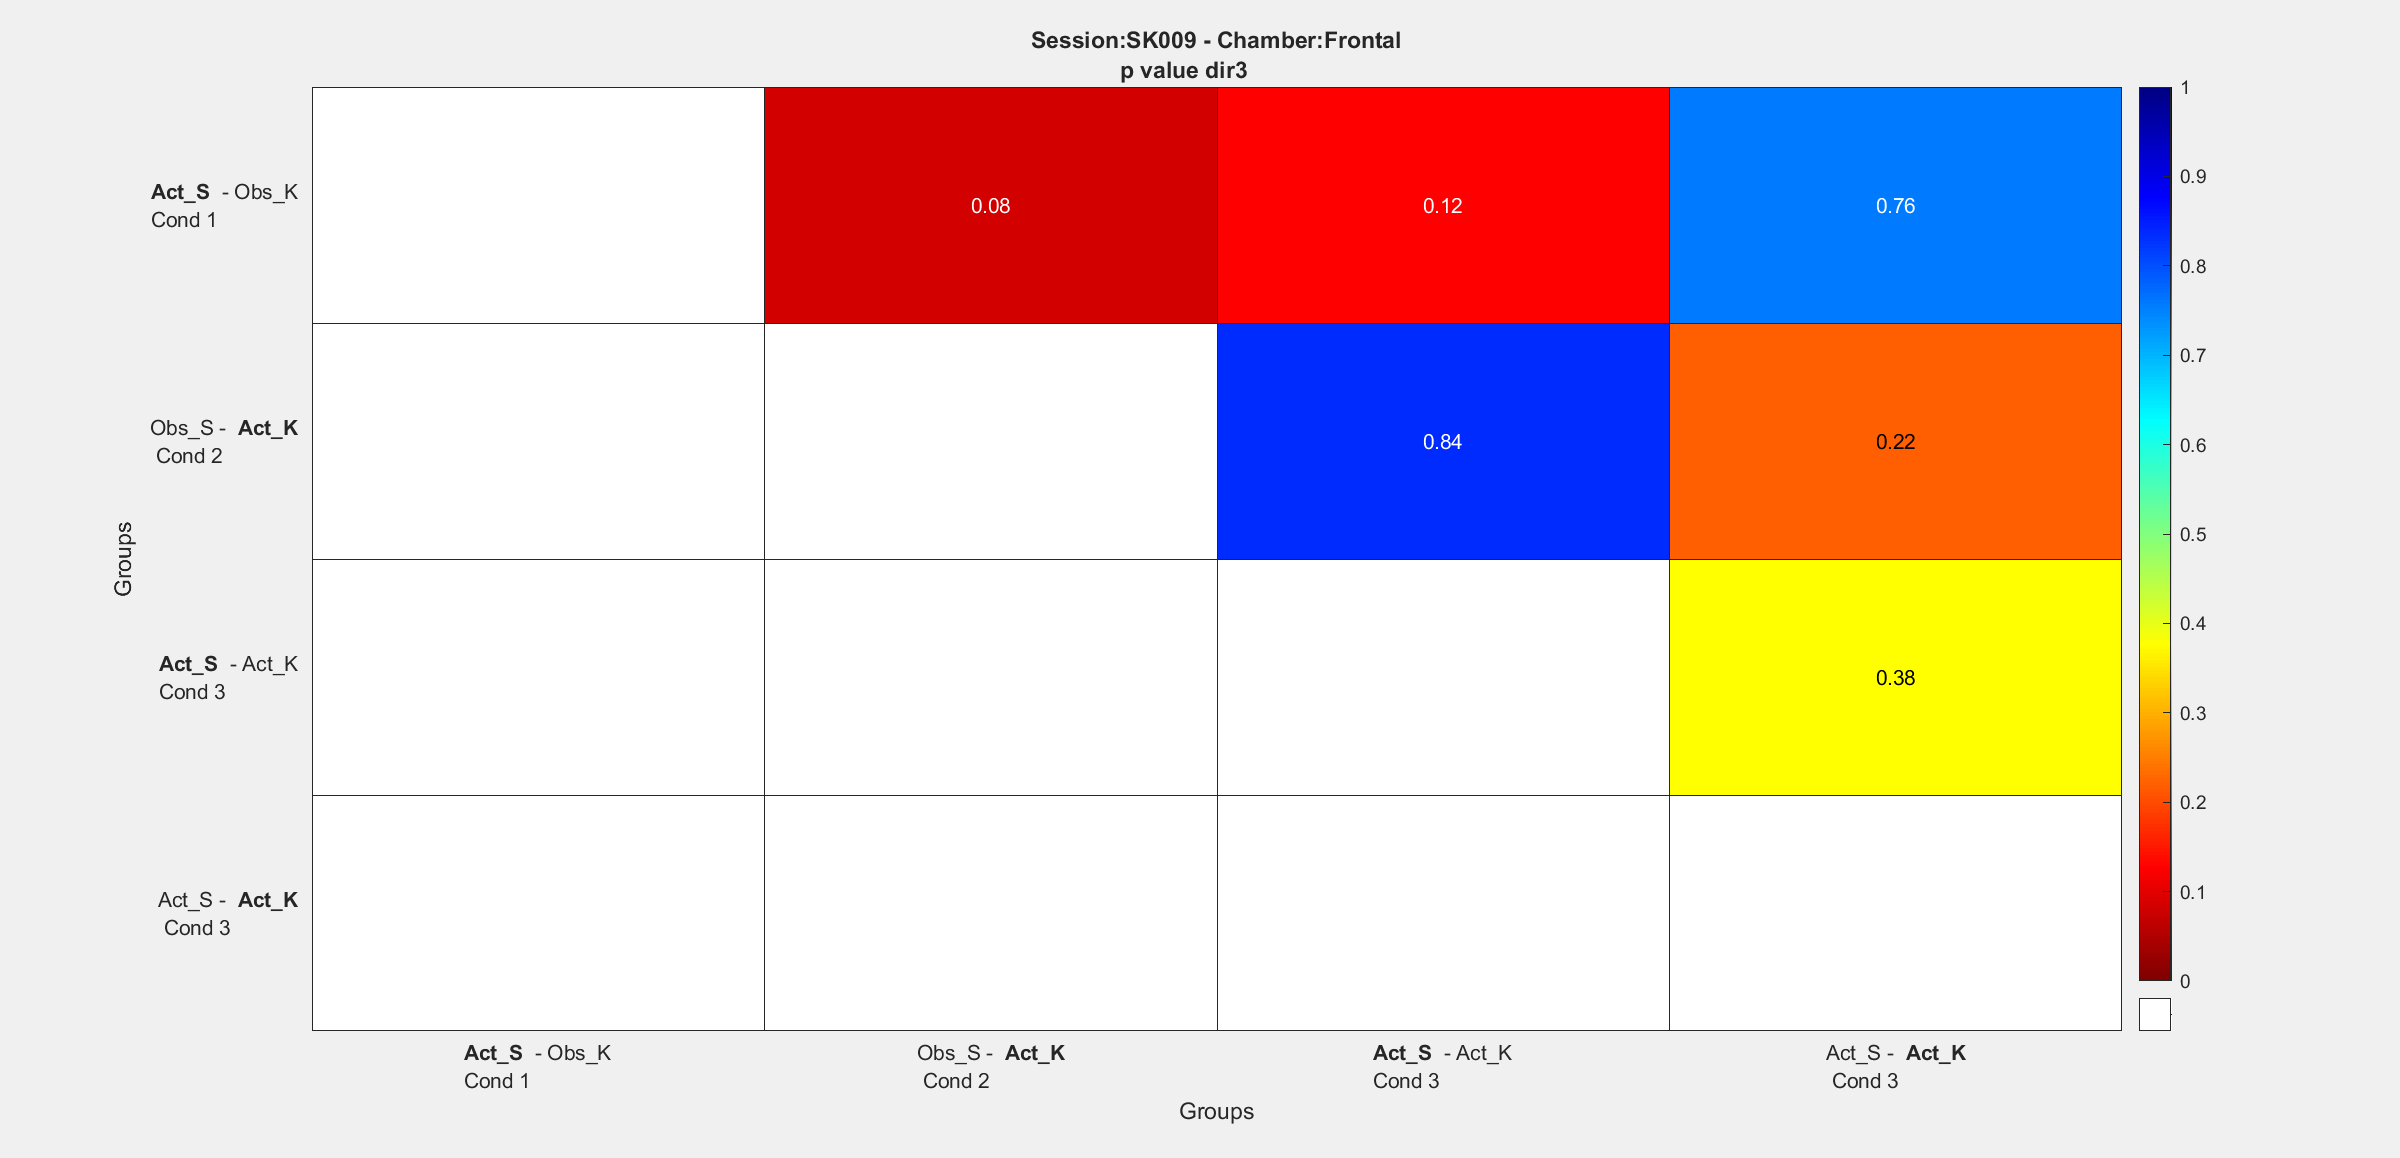 Session:SK009 - Chamber:Frontal
p value dir3
Act_S - Obs_K
Cond 1
Obs_S - Act_K
Cond 2
Act_S - Act_K
Cond 3
Act_S - Act_K
Cond 3
Groups
0.08
0.12
0.76
0.84
0.22
0.38
1
0.9
0.8
0.7
0.6
0.5
0.4
0.3
0.2
0.1
0
Act_S - Obs_K
Cond 1
Obs_S - Act_K
Cond 2
Act_S - Act_K
Cond 3
Act_S - Act_K
Cond 3
Groups